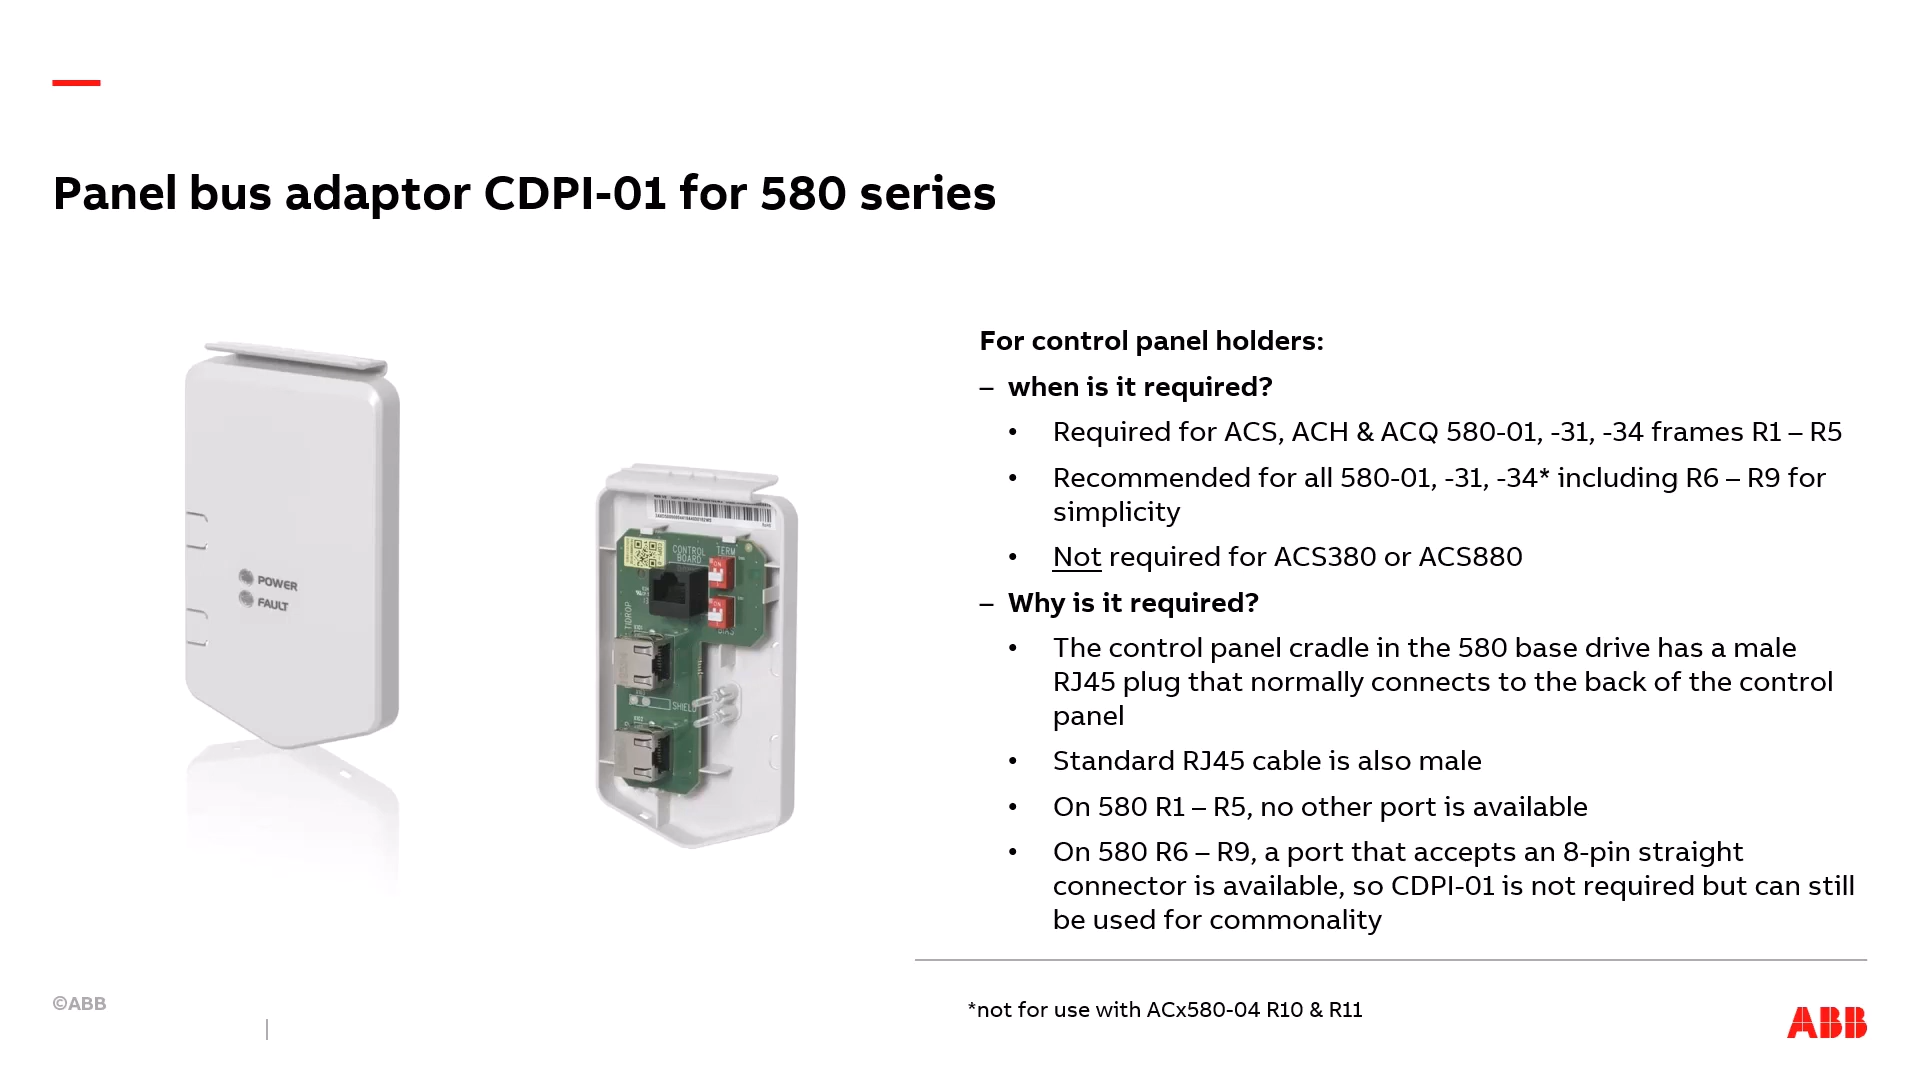 Panel bus adaptor CDPI-01 for 580 series
POWER
FAULT
CONTROL
BOARD
TERM
ON
ON
BIAS
SHIELD
For control panel holders:
– when is it required?
• Required for ACS, ACH & ACQ 580-01, -31, -34 frames R1 – R5
• Recommended for all 580-01, -31, -34* including R6 – R9 for
simplicity
• Not required for ACS380 or ACS880
– Why is it required?
• The control panel cradle in the 580 base drive has a male
RJ45 plug that normally connects to the back of the control
panel
• Standard RJ45 cable is also male
• On 580 R1 – R5, no other port is available
• On 580 R6 – R9, a port that accepts an 8-pin straight
connector is available, so CDPI-01 is not required but can still
be used for commonality
©ABB
*not for use with ACx580-04 R10 & R11
ABB